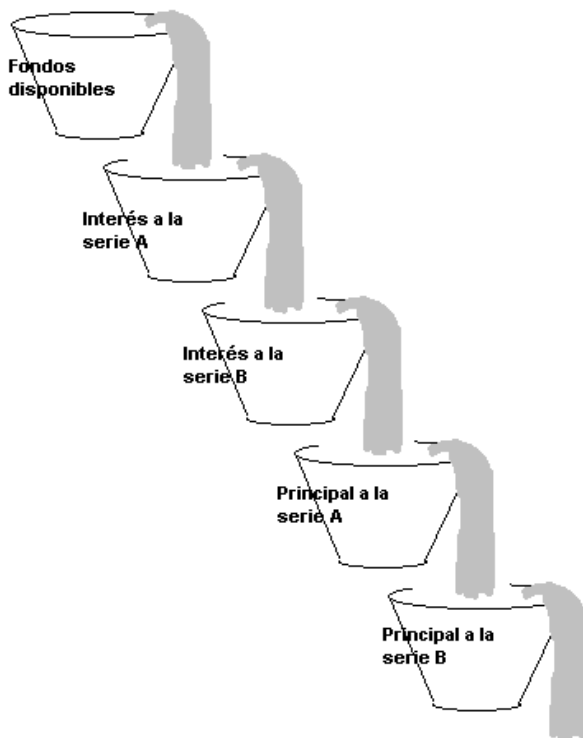 Fondos
disponibles
Interés a la
serie A
Interés a la
serie B
Principal a la
serie A
Principal a la
serie B